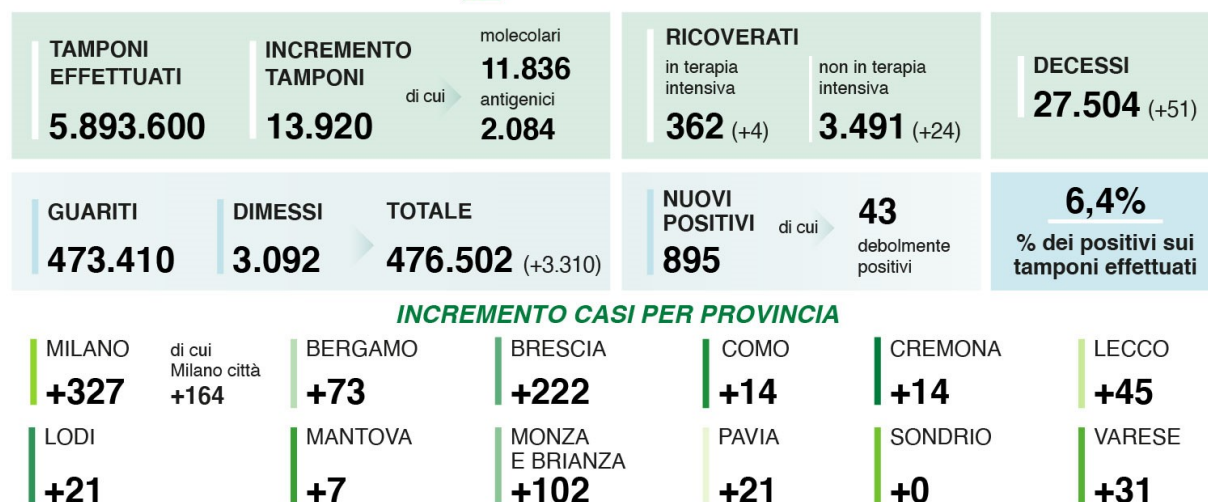 TAMPONI
EFFETTUATI
5.893.600
INCREMENTO
TAMPONI
13.920
di cui
molecolari
11.836
antigenici
2.084
RICOVERATI
in terapia
intensiva
362 (+4)
non in terapia
intensiva
3.491 (+24)
DECESSI
27.504 (+51)
GUARITI
473.410
DIMESSI
3.092
TOTALE
476.502 (+3.310)
NUOVI
POSITIVI
895
di cui
43
debolmente
positivi
6,4%
% dei positivi sui
tamponi effettuati
INCREMENTO CASI PER PROVINCIA
MILANO
+327
di cui
Milano città
+164
BERGAMO
+73
BRESCIA
+222
COMO
+14
CREMONA
+14
LECCO
+45
LODI
+21
MANTOVA
+7
MONZA
E BRIANZA
+102
PAVIA
+21
SONDRIO
+0
VARESE
+31